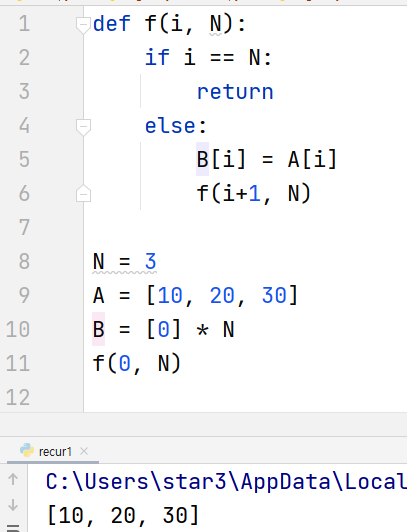 1 def f(i, N):
2     if i == N:
3         return
4     else:
5         B[i] = A[i]
6         f(i+1, N)
7
8 N = 3
9 A = [10, 20, 30]
10 B = [0] * N
11 f(0, N)
12
recur1 ×
C:\Users\star3\AppData\Local
[10, 20, 30]